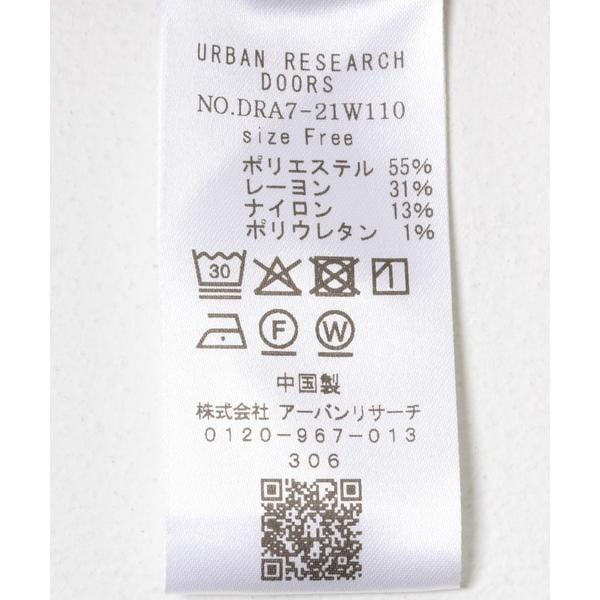 URBAN RESEARCH
DOORS
NO.DRA7-21W110
size Free
ポリエステル 55%
レーヨン 31%
ナイロン 13%
ポリウレタン 1%
30
F W
中国製
株式会社 アーバンリサーチ
0120-967-013
306